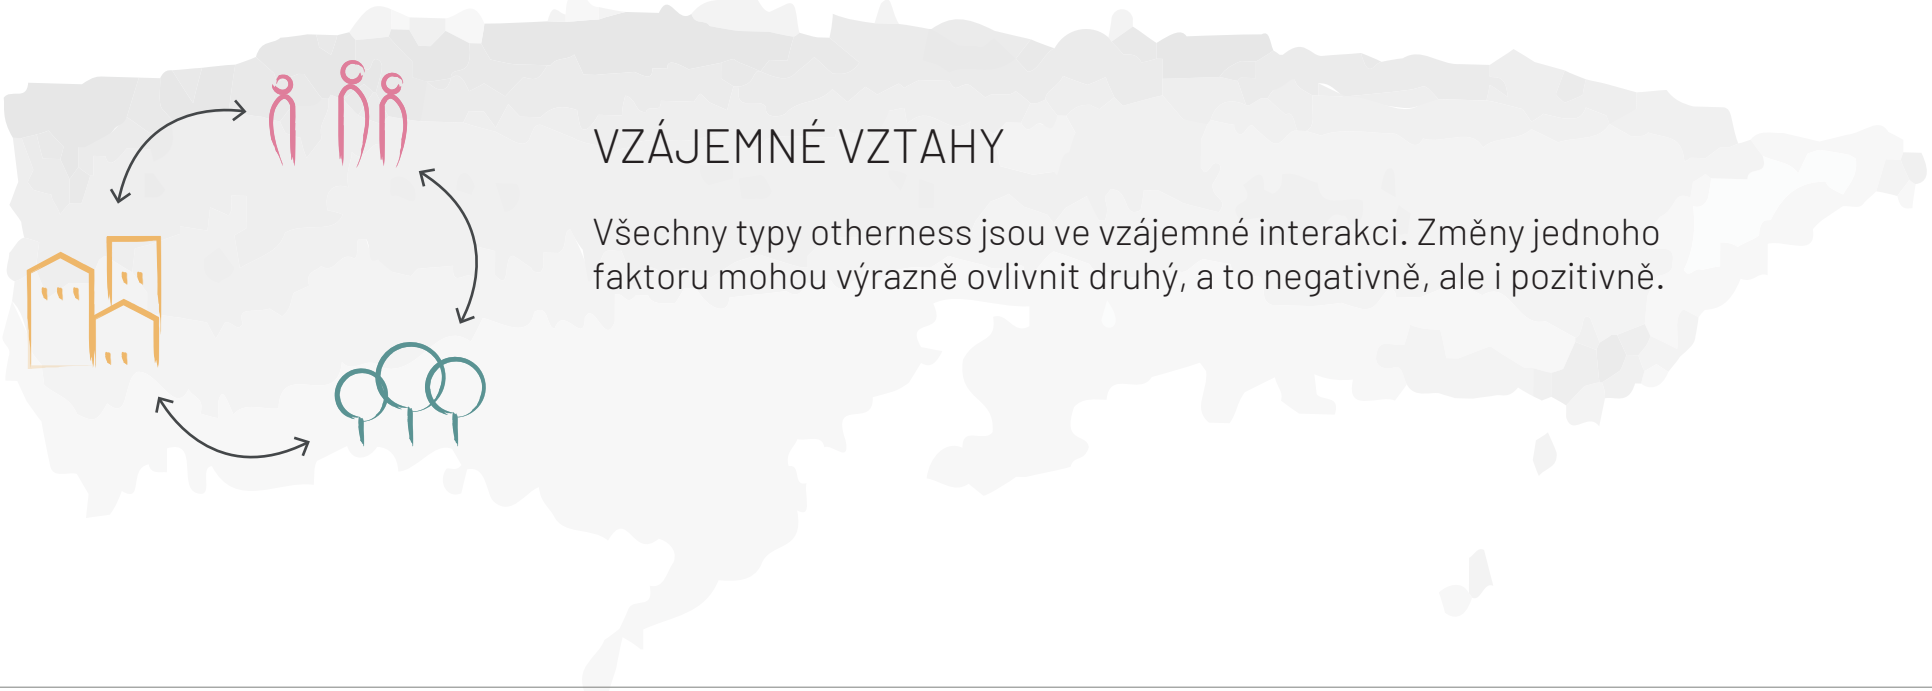 VZÁJEMNÉ VZTAHY
Všechny typy otherness jsou ve vzájemné interakci. Změny jednoho
faktoru mohou výrazně ovlivnit druhý, a to negativně, ale i pozitivně.